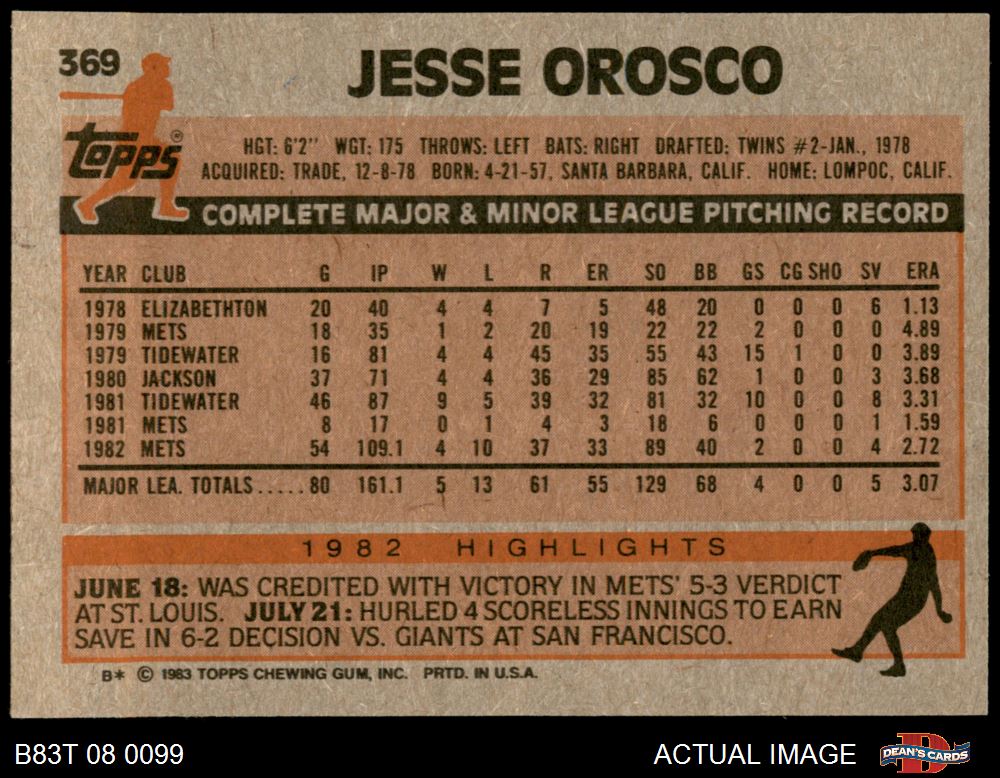 369
JESSE OROSCO
Topps®
HGT: 6'2" WGT: 175 THROWS: LEFT BATS: RIGHT DRAFTED: TWINS #2-JAN., 1978
ACQUIRED: TRADE, 12-8-78 BORN: 4-21-57, SANTA BARBARA, CALIF. HOME: LOMPOC, CALIF.
COMPLETE MAJOR & MINOR LEAGUE PITCHING RECORD
YEAR CLUB G IP W L R ER SO BB GS CG SHO SV ERA
1978 ELIZABETHTON 20 40 4 4 7 5 48 20 0 0 0 6 1.13
1979 METS 18 35 1 2 20 19 22 22 2 0 0 0 4.89
1979 TIDEWATER 16 81 4 4 45 35 55 43 15 1 0 0 3.89
1980 JACKSON 37 71 4 4 36 29 85 62 1 0 0 3 3.68
1981 TIDEWATER 46 87 9 5 39 32 81 32 10 0 0 8 3.31
1981 METS 8 17 0 1 4 3 18 6 0 0 0 1 1.59
1982 METS 54 109.1 4 10 37 33 89 40 2 0 0 4 2.72
MAJOR LEA. TOTALS.....80 161.1 5 13 61 55 129 68 4 0 0 5 3.07
1982 HIGHLIGHTS
JUNE 18: WAS CREDITED WITH VICTORY IN METS' 5-3 VERDICT
AT ST. LOUIS. JULY 21: HURLED 4 SCORELESS INNINGS TO EARN
SAVE IN 6-2 DECISION VS. GIANTS AT SAN FRANCISCO.
B* © 1983 TOPPS CHEWING GUM, INC. PRTD. IN U.S.A.
B83T 08 0099
ACTUAL IMAGE
DEAN'S CARDS